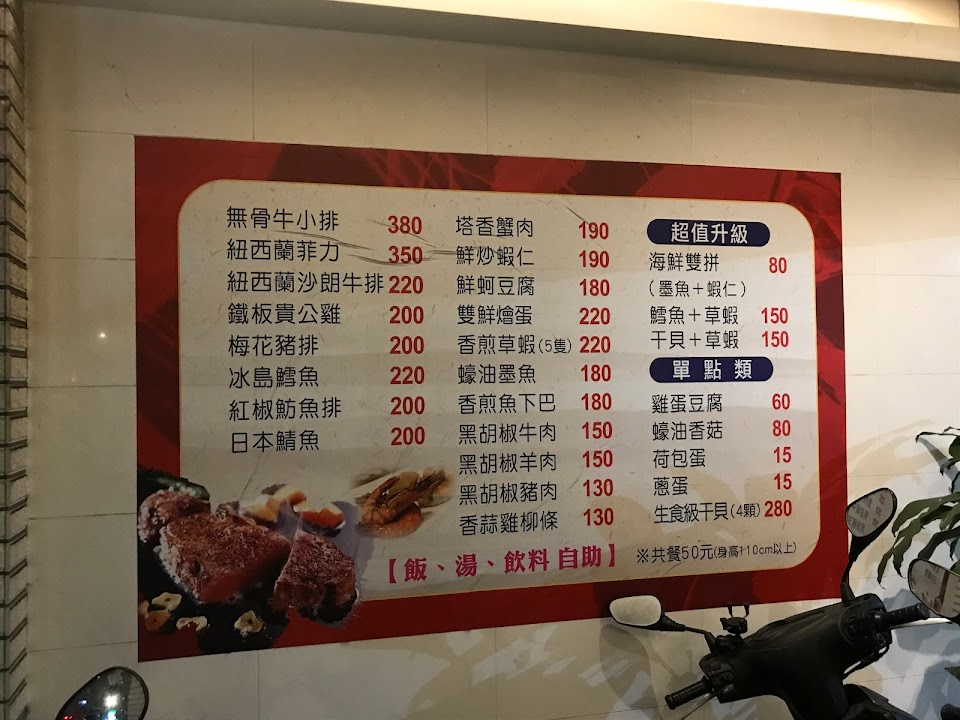 無骨牛小排 380
紐西蘭菲力 350
紐西蘭沙朗牛排 220
鐵板貴公雞 200
梅花豬排 200
冰島鱈魚 220
紅椒魴魚排 200
日本鯖魚 200
塔香蟹肉 190
鮮炒蝦仁 190
鮮蚵豆腐 180
雙鮮燴蛋 220
香煎草蝦(5隻) 220
蠔油墨魚 180
香煎魚下巴 180
黑胡椒牛肉 150
黑胡椒羊肉 150
黑胡椒豬肉 130
香蒜雞柳條 130
超值升級
海鮮雙拼 80
(墨魚+蝦仁)
鱈魚+草蝦 150
干貝+草蝦 150
單點類
雞蛋豆腐 60
蠔油香菇 80
荷包蛋 15
蔥蛋 15
生食級干貝(4顆) 280
【飯、湯、飲料 自助】
※共餐50元(身高110cm以上)